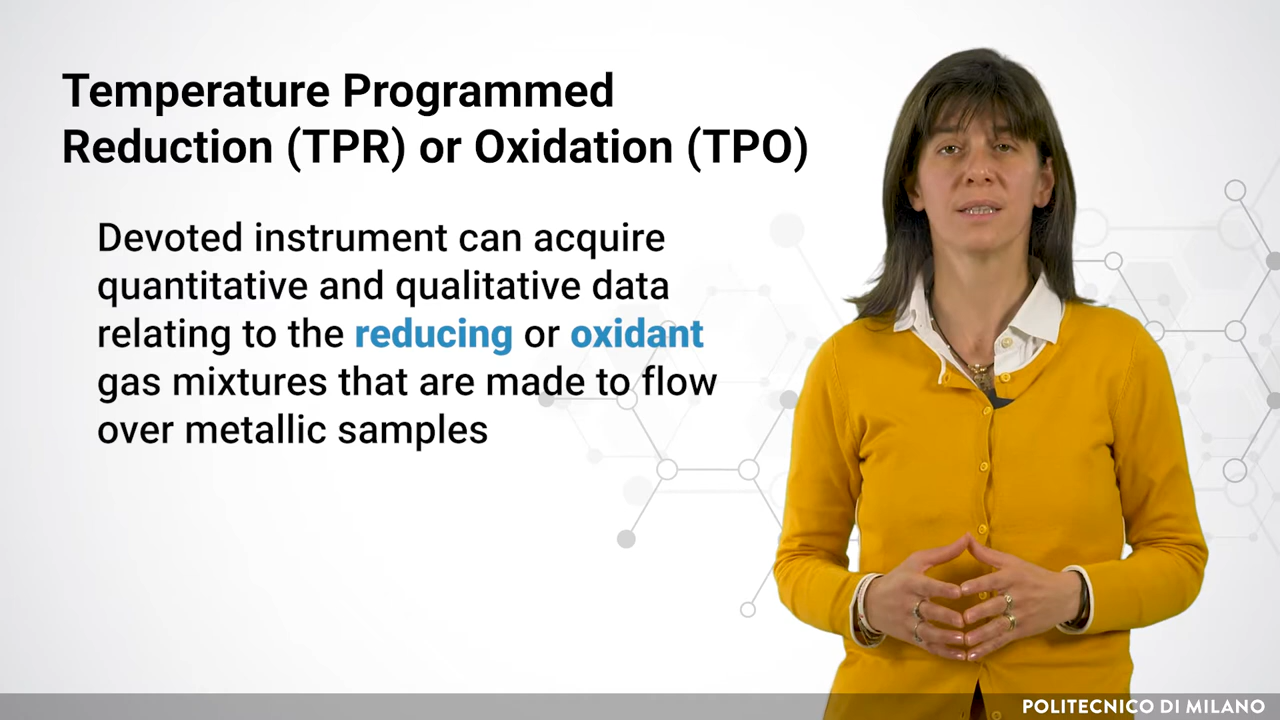 Temperature Programmed
Reduction (TPR) or Oxidation (TPO)
Devoted instrument can acquire
quantitative and qualitative data
relating to the reducing or oxidant
gas mixtures that are made to flow
over metallic samples
POLITECNICO DI MILANO